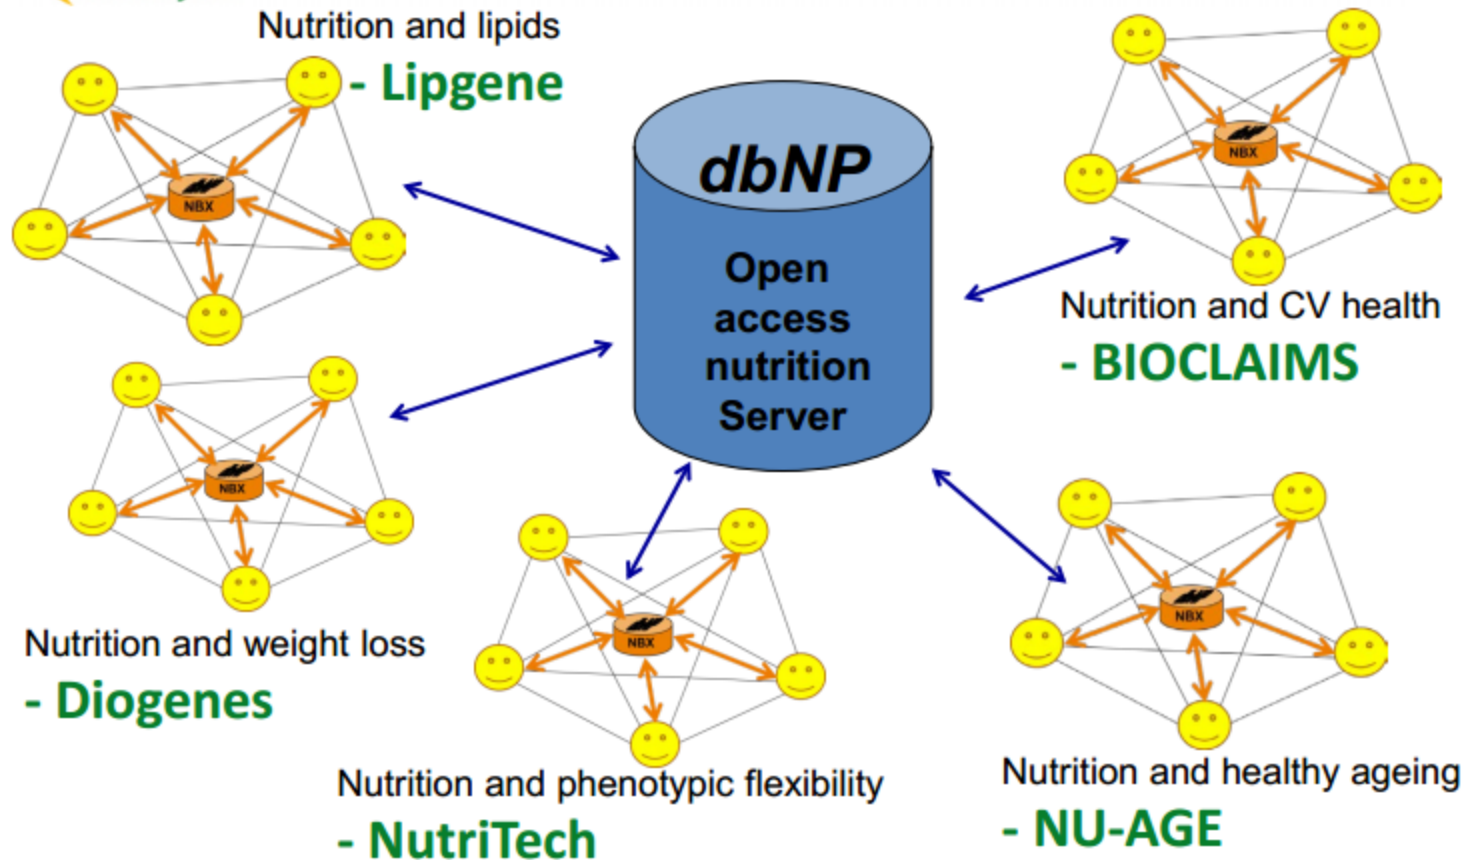 Nutrition and lipids
- Lipgene
NBX
dbNP
Open
access
nutrition
Server
NBX
Nutrition and CV health
- BIOCLAIMS
NBX
Nutrition and weight loss
- Diogenes
NBX
Nutrition and phenotypic flexibility
- NutriTech
NBX
Nutrition and healthy ageing
- NU-AGE